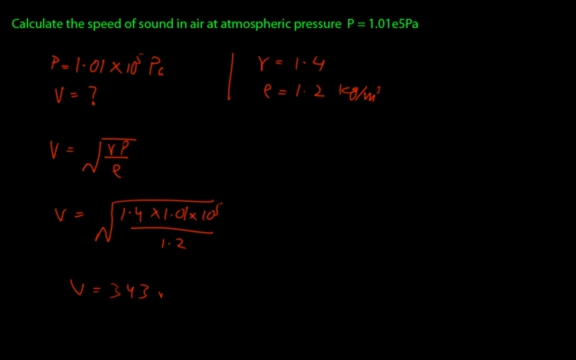 Calculate the speed of sound in air at atmospheric pressure P = 1.01e5Pa
P = 1.01 × 10⁵ Pa
V = ?
γ = 1.4
ρ = 1.2 kg/m³
V = √(γP/ρ)
V = √(1.4 × 1.01 × 10⁵ / 1.2)
V = 343